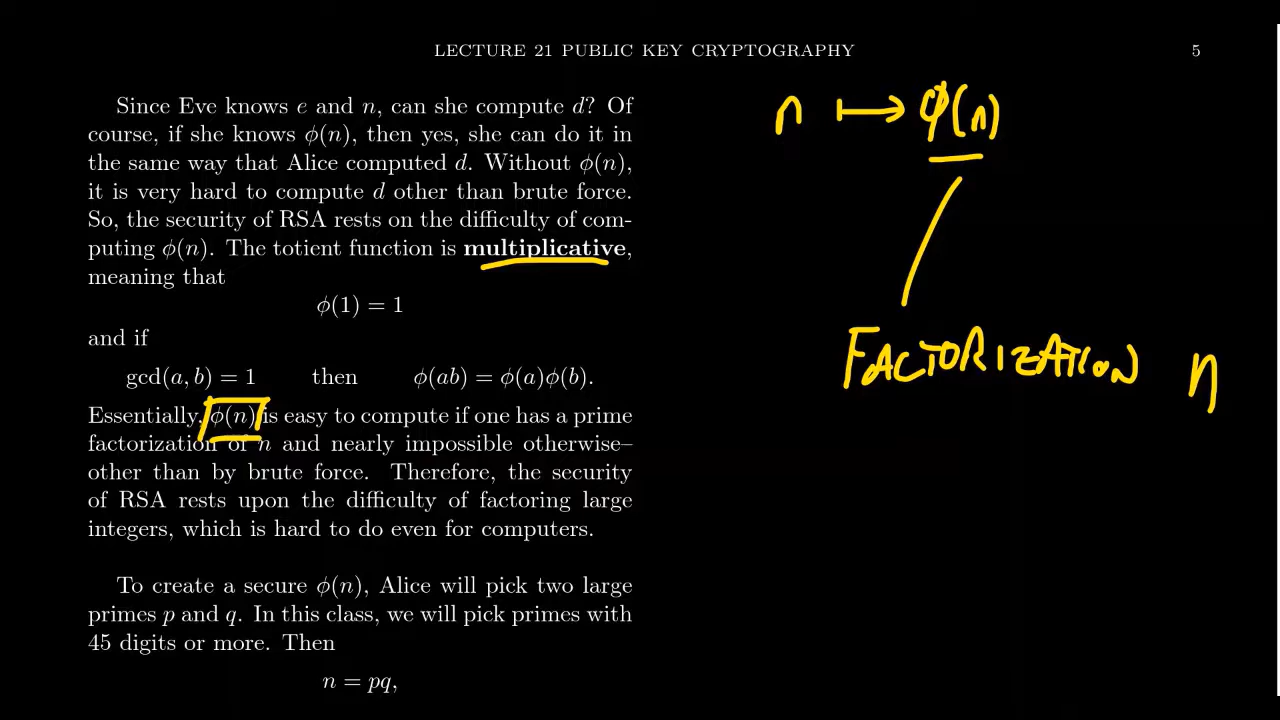 LECTURE 21 PUBLIC KEY CRYPTOGRAPHY 5
Since Eve knows e and n, can she compute d? Of
course, if she knows ϕ(n), then yes, she can do it in
the same way that Alice computed d. Without ϕ(n),
it is very hard to compute d other than brute force.
So, the security of RSA rests on the difficulty of com-
puting ϕ(n). The totient function is multiplicative,
meaning that
ϕ(1) = 1
and if
gcd(a, b) = 1 then ϕ(ab) = ϕ(a)ϕ(b).
Essentially, ϕ(n) is easy to compute if one has a prime
factorization of n and nearly impossible otherwise–
other than by brute force. Therefore, the security
of RSA rests upon the difficulty of factoring large
integers, which is hard to do even for computers.
To create a secure ϕ(n), Alice will pick two large
primes p and q. In this class, we will pick primes with
45 digits or more. Then
n = pq,
n ↦ ϕ(n)
FACTORIZATION n